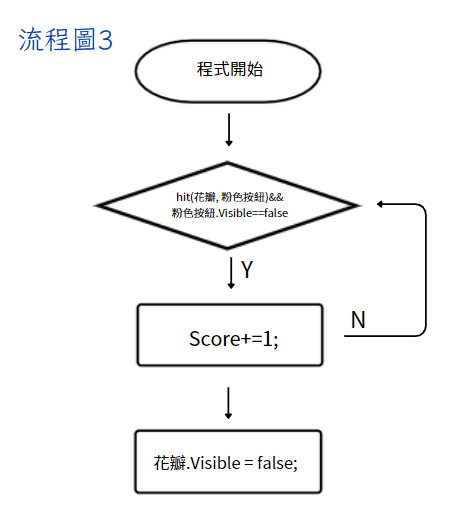 流程圖3
程式開始
hit(花瓣, 粉色按鈕)&&
粉色按鈕.Visible==false
Y
Score+=1;
N
花瓣.Visible = false;